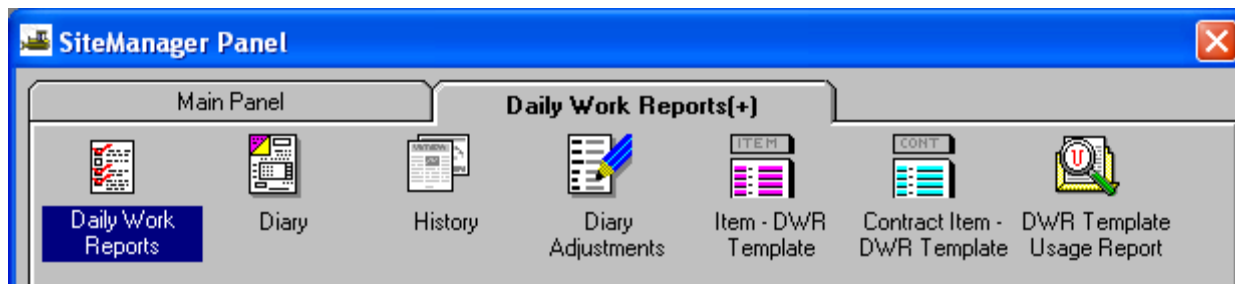 SiteManager Panel
Main Panel
Daily Work Reports(+)
ITEM
CONT
U
Daily Work
Reports
Diary
History
Diary
Adjustments
Item - DWR
Template
Contract Item -
DWR Template
DWR Template
Usage Report